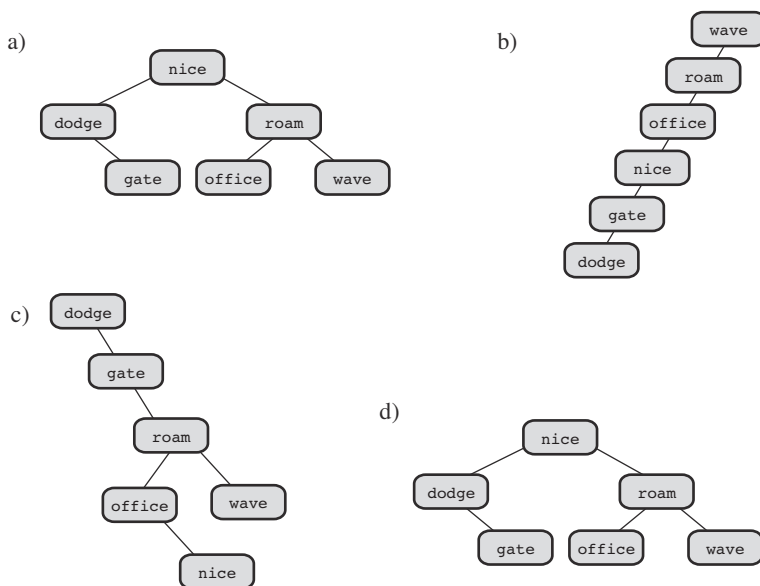 a)
nice
dodge
roam
gate
office
wave
b)
wave
roam
office
nice
gate
dodge
c)
dodge
gate
roam
office
wave
nice
d)
nice
dodge
roam
gate
office
wave